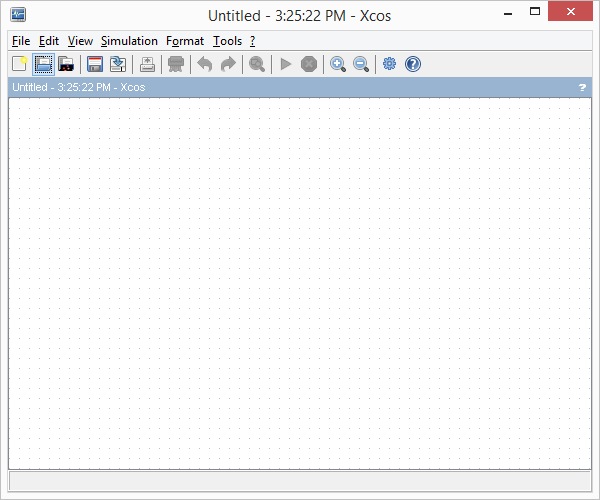 Untitled - 3:25:22 PM - Xcos
File Edit View Simulation Format Tools ?
Untitled - 3:25:22 PM - Xcos ?